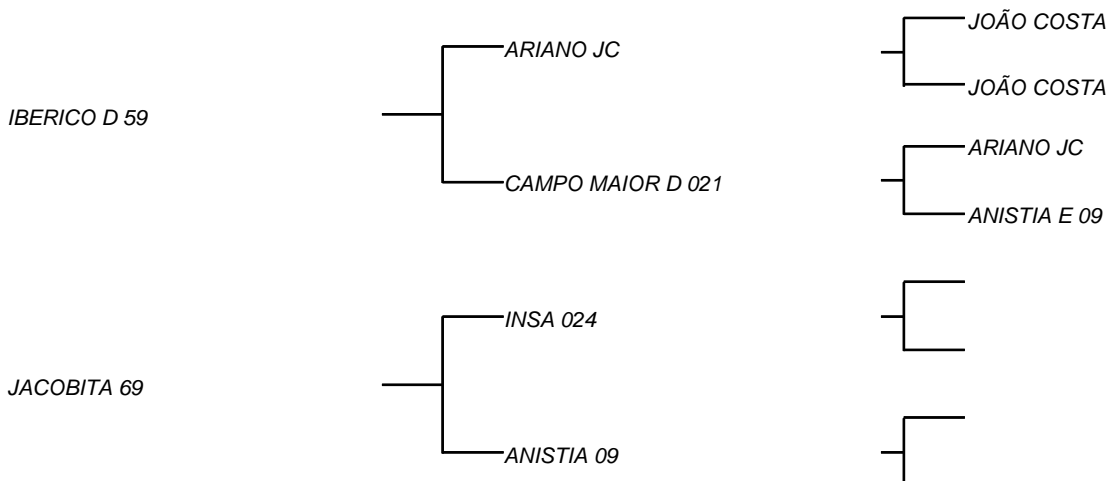 JOÃO COSTA
ARIANO JC
JOÃO COSTA
IBERICO D 59
ARIANO JC
CAMPO MAIOR D 021
ANISTIA E 09
INSA 024
JACOBITA 69
ANISTIA 09